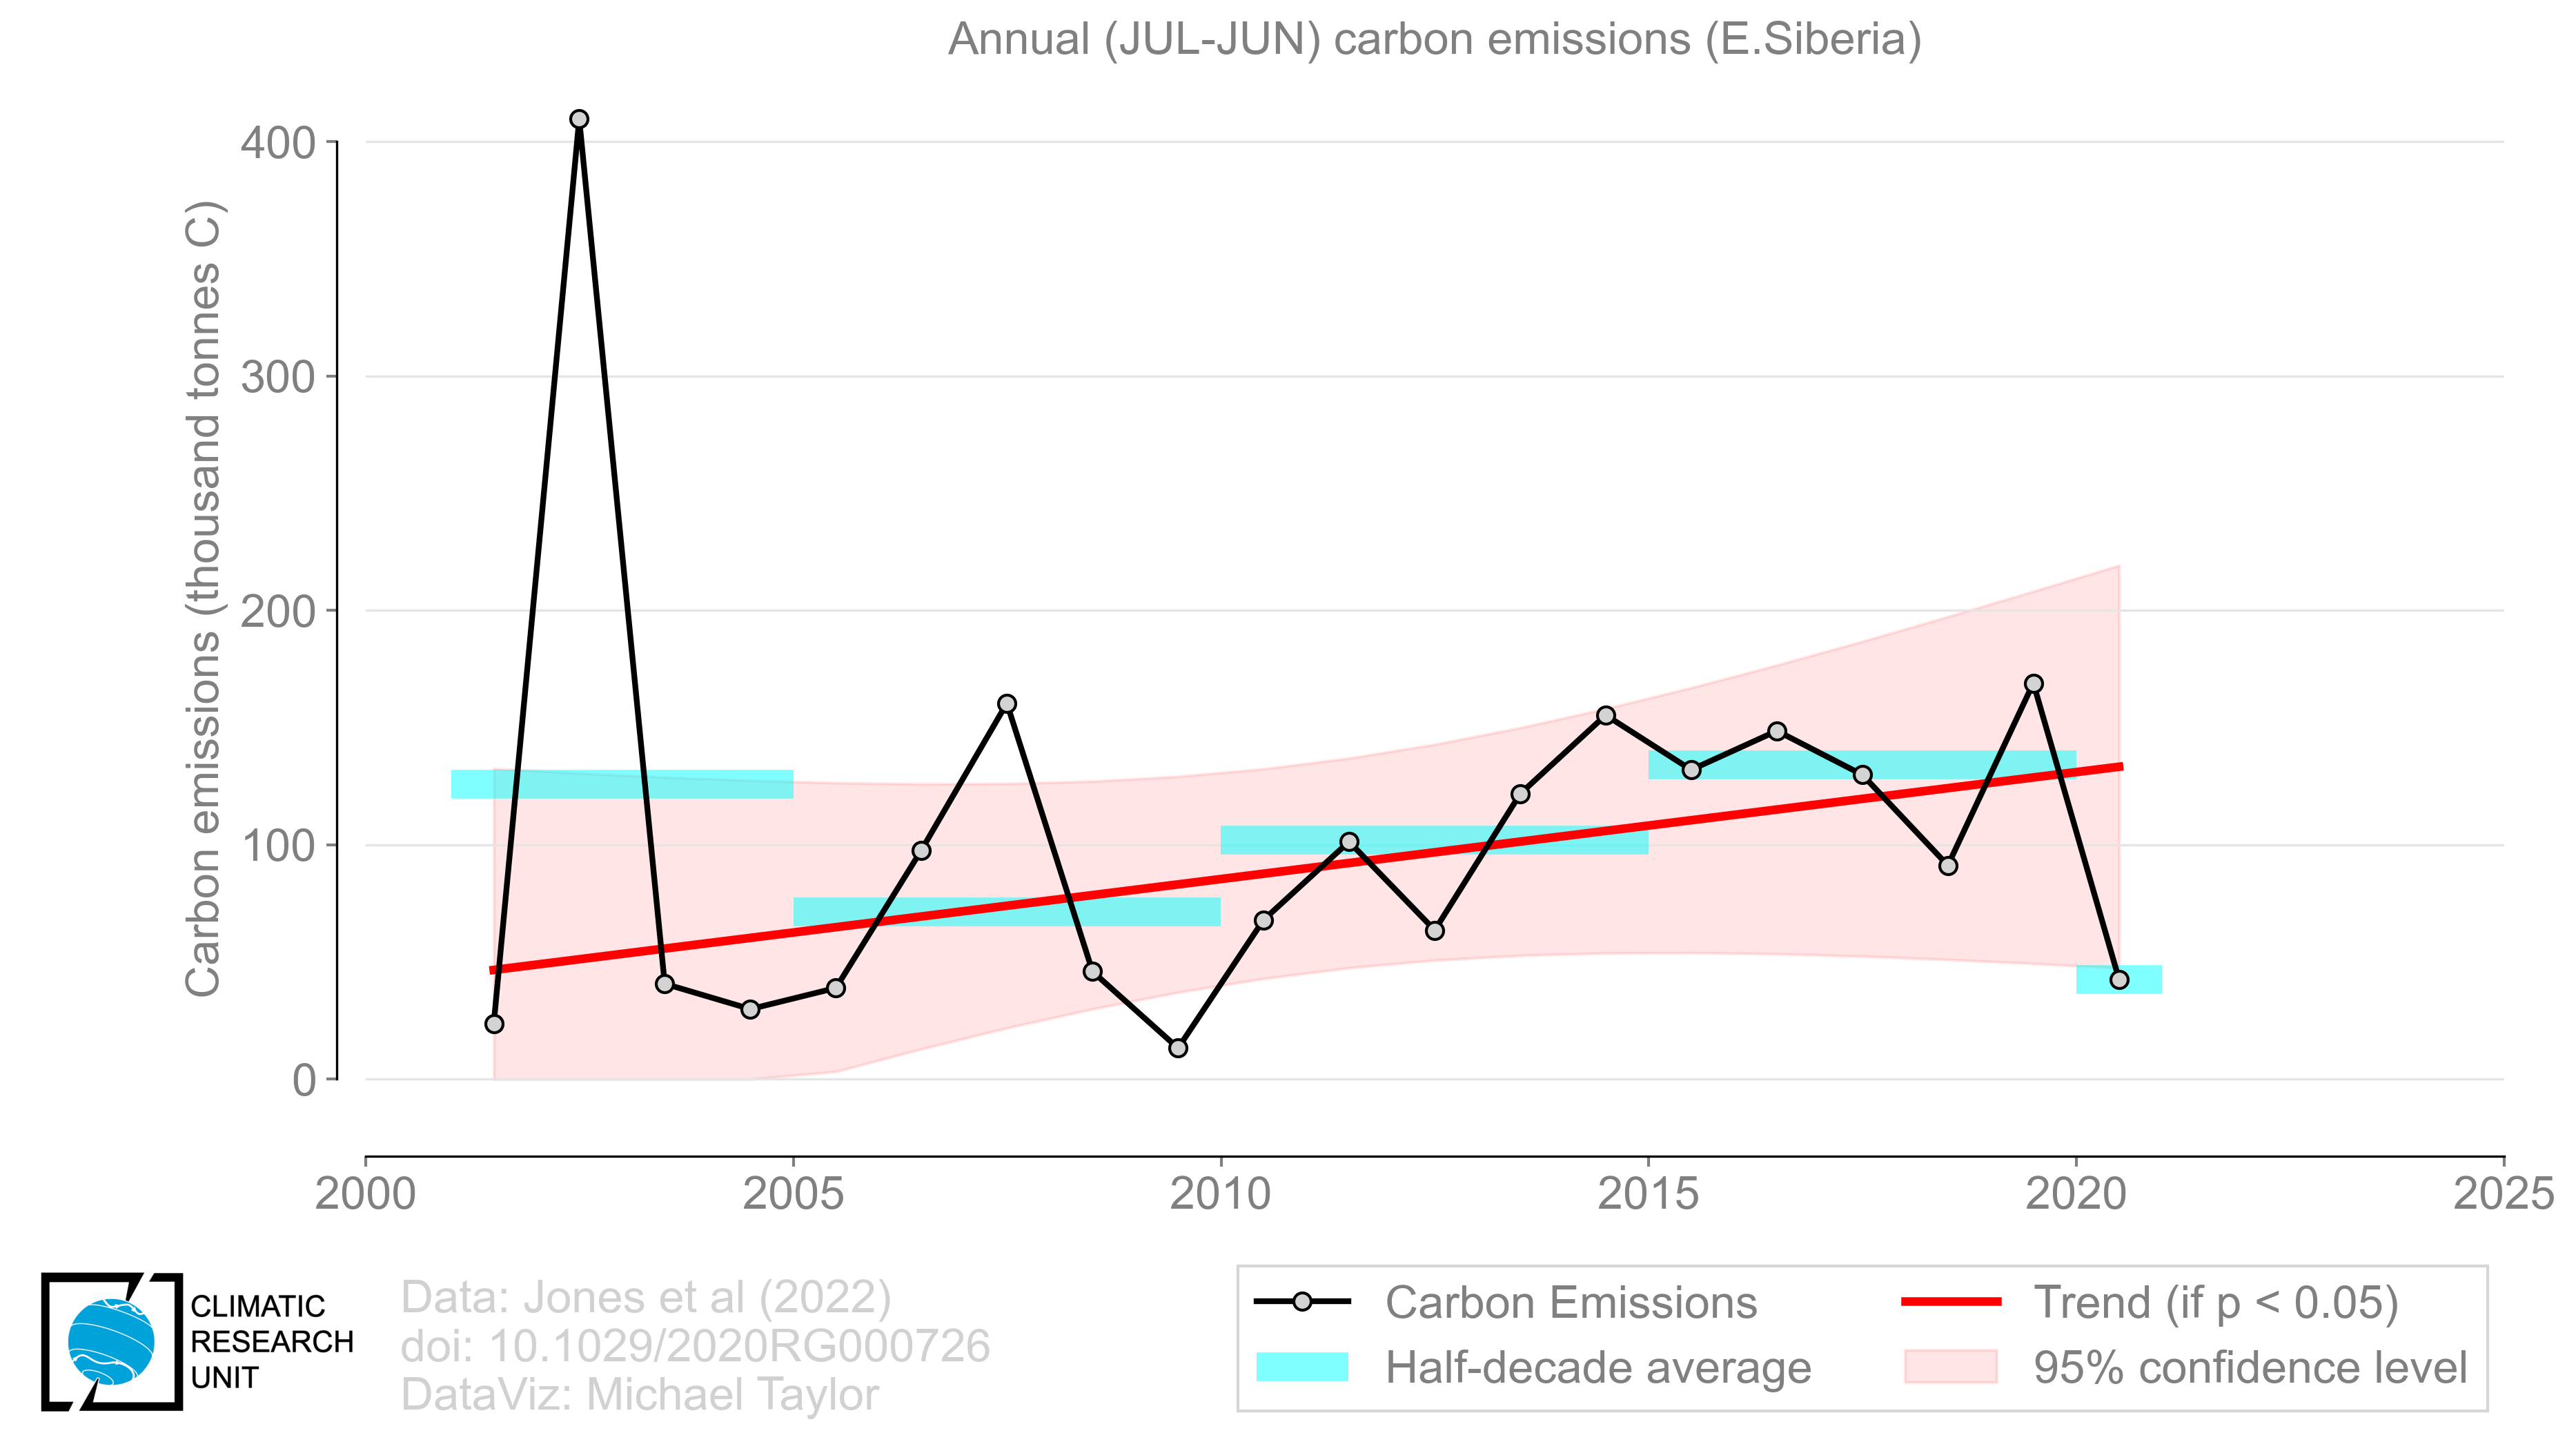 Annual (JUL-JUN) carbon emissions (E.Siberia)
Carbon emissions (thousand tonnes C)
400
300
200
100
0
2000
2005
2010
2015
2020
2025
CLIMATIC
RESEARCH
UNIT
Data: Jones et al (2022)
doi: 10.1029/2020RG000726
DataViz: Michael Taylor
Carbon Emissions
Half-decade average
Trend (if p < 0.05)
95% confidence level